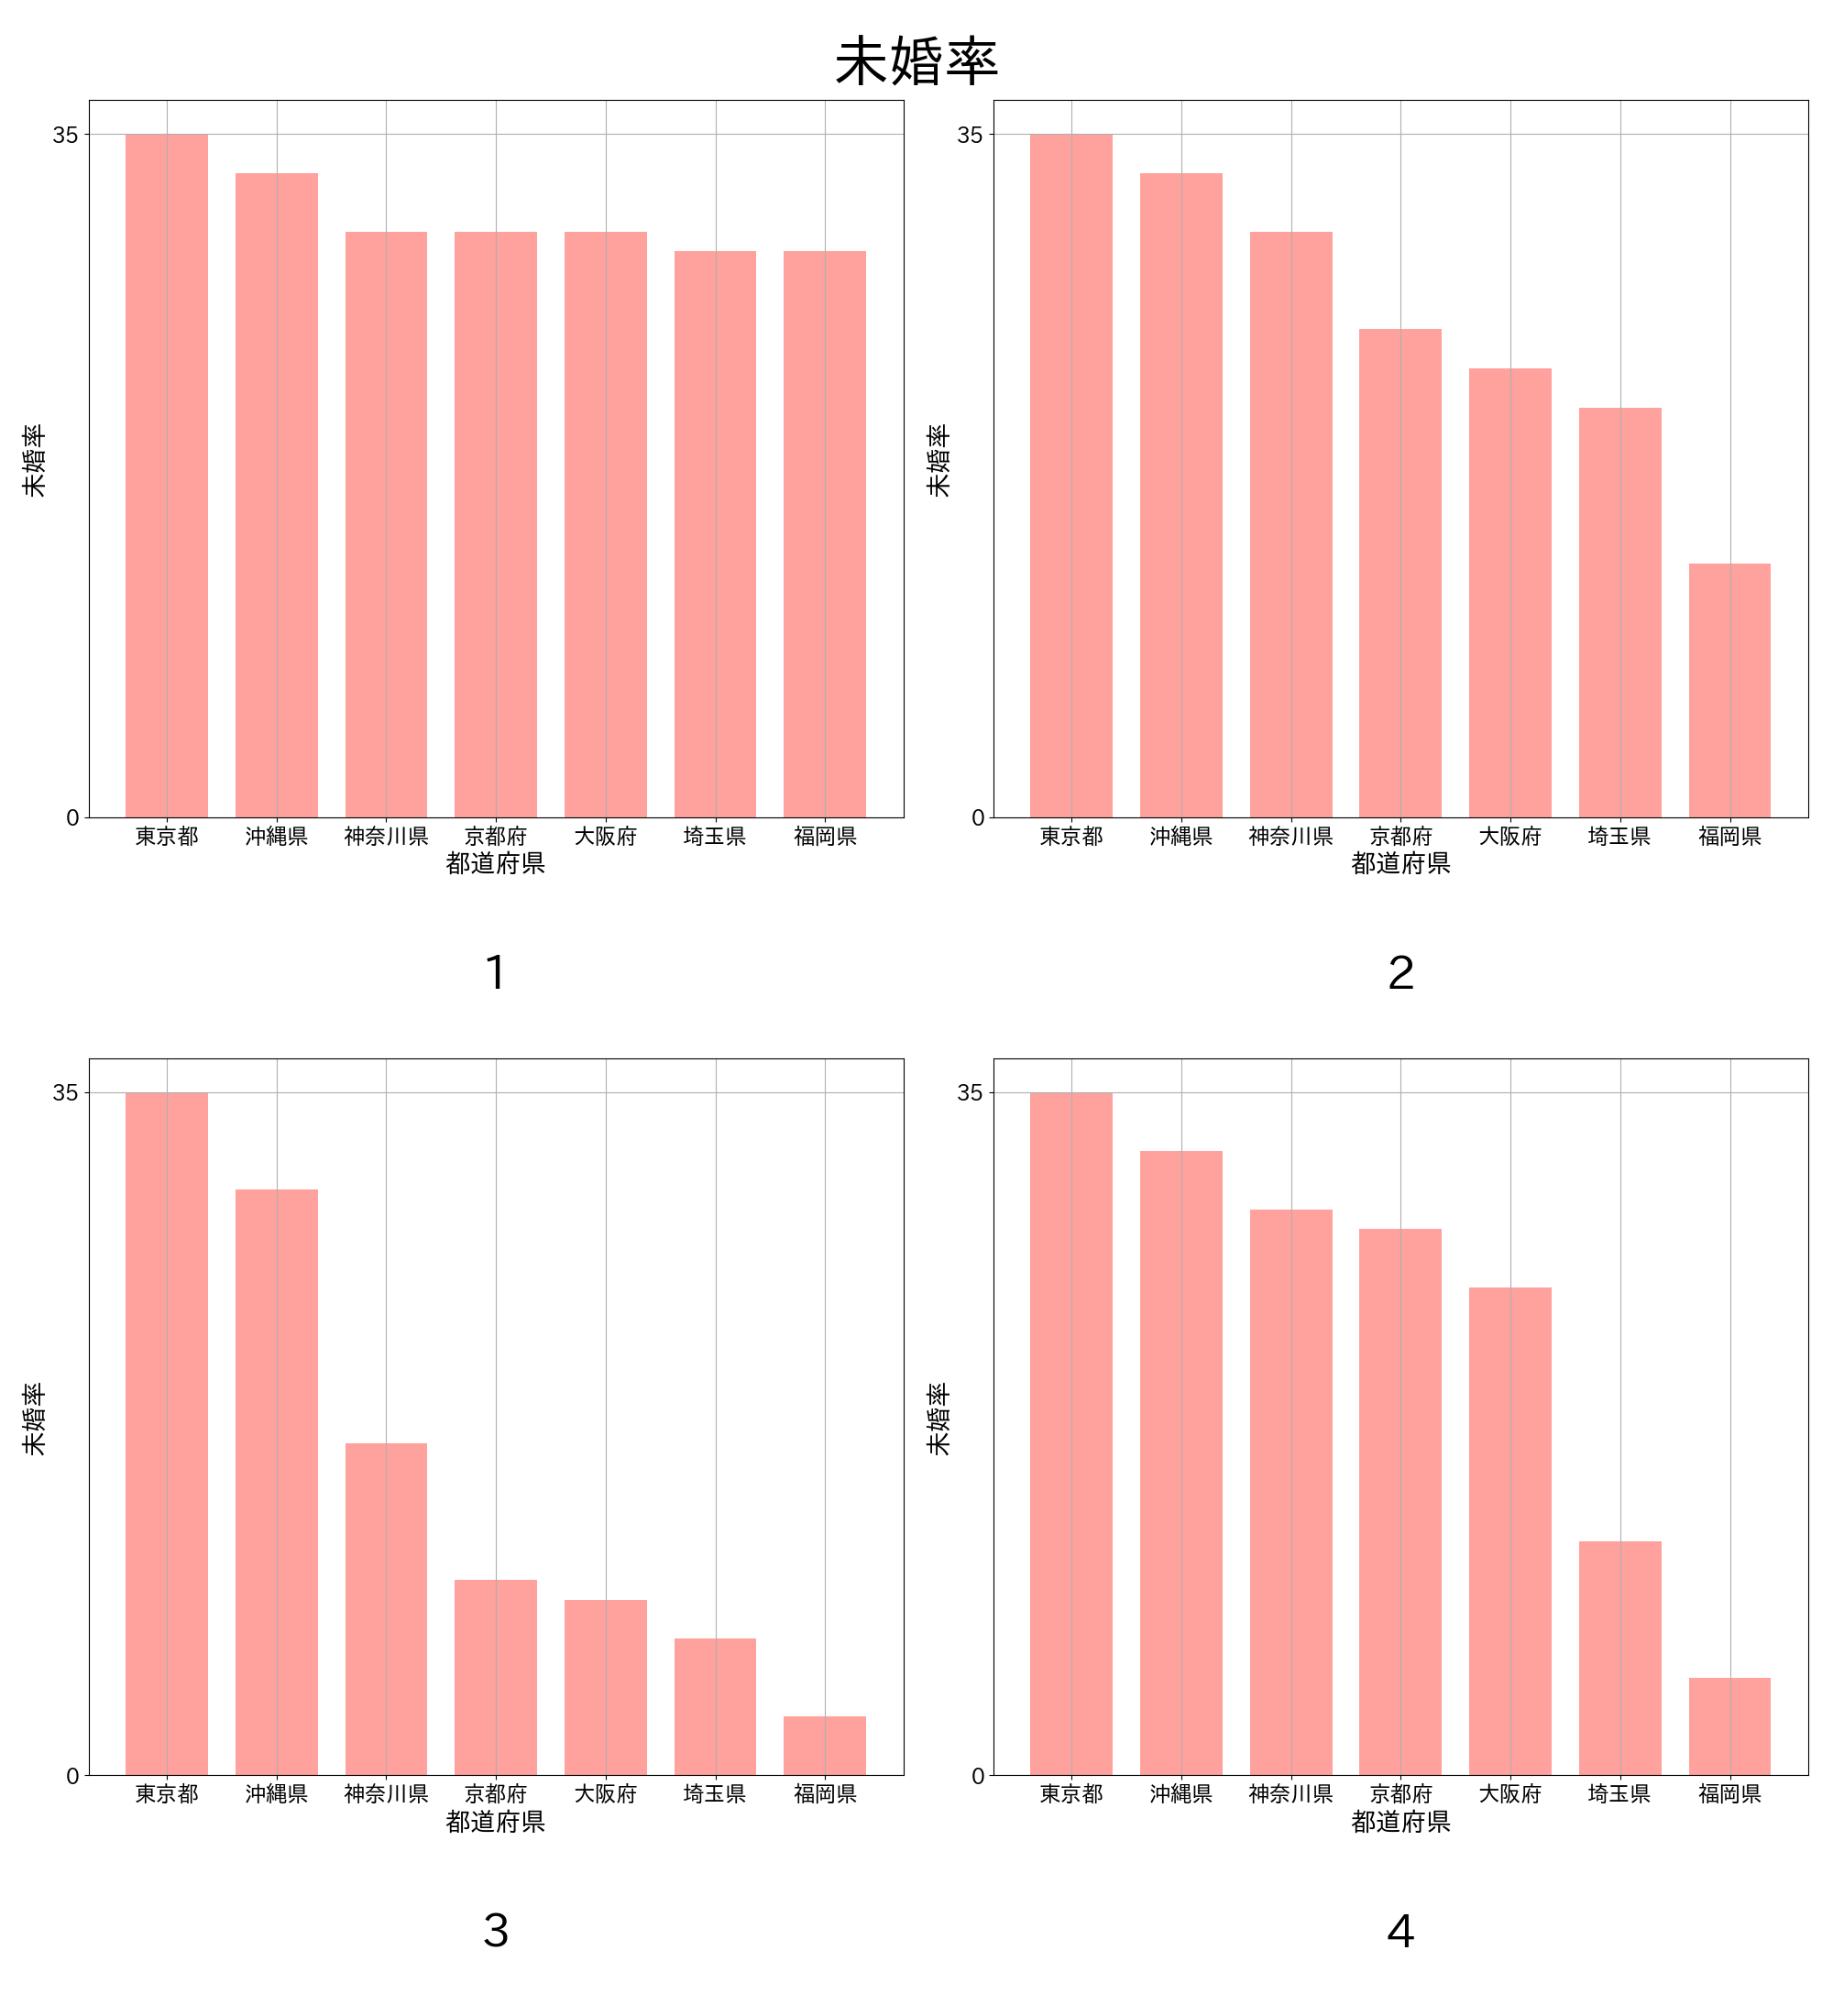 未婚率
35
0
未婚率
東京都 沖縄県 神奈川県 京都府 大阪府 埼玉県 福岡県
都道府県
1
35
0
未婚率
東京都 沖縄県 神奈川県 京都府 大阪府 埼玉県 福岡県
都道府県
2
35
0
未婚率
東京都 沖縄県 神奈川県 京都府 大阪府 埼玉県 福岡県
都道府県
3
35
0
未婚率
東京都 沖縄県 神奈川県 京都府 大阪府 埼玉県 福岡県
都道府県
4